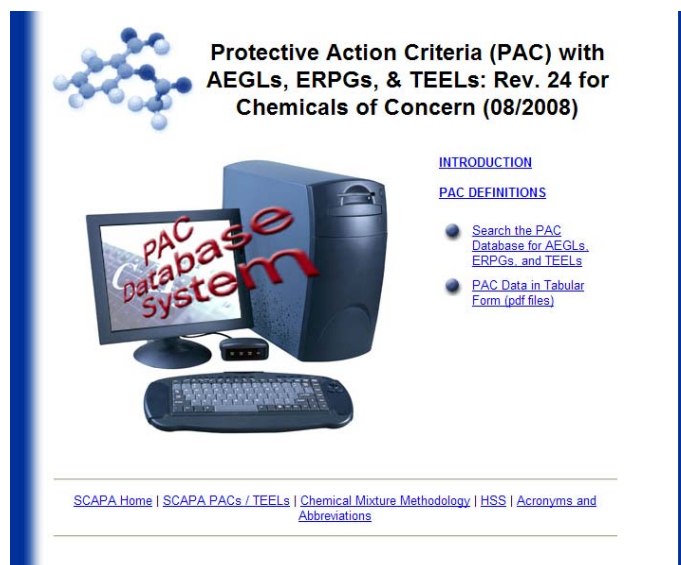 Protective Action Criteria (PAC) with
AEGLs, ERPGs, & TEELs: Rev. 24 for
Chemicals of Concern (08/2008)
PAC
Database
System
INTRODUCTION
PAC DEFINITIONS
Search the PAC
Database for AEGLs,
ERPGs, and TEELs
PAC Data in Tabular
Form (pdf files)
SCAPA Home | SCAPA PACs / TEELs | Chemical Mixture Methodology | HSS | Acronyms and
Abbreviations